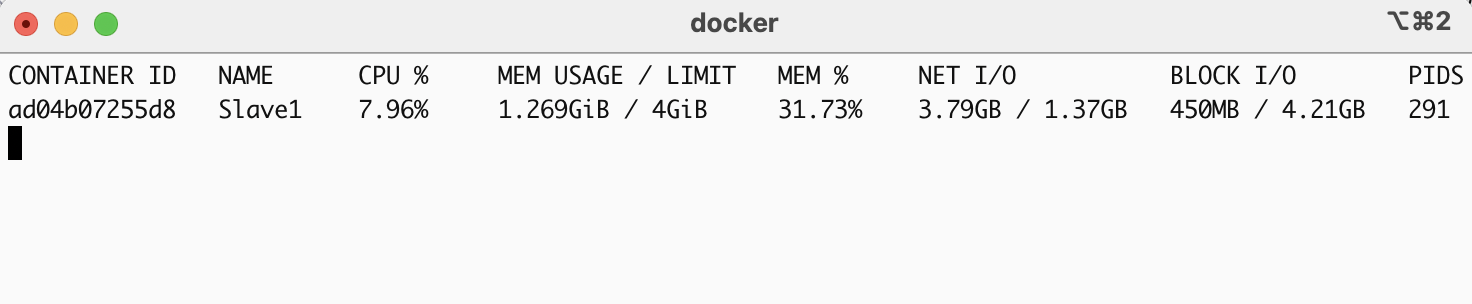 docker
⌥⌘2
CONTAINER ID NAME CPU % MEM USAGE / LIMIT MEM % NET I/O BLOCK I/O PIDS
ad04b07255d8 Slave1 7.96% 1.269GiB / 4GiB 31.73% 3.79GB / 1.37GB 450MB / 4.21GB 291